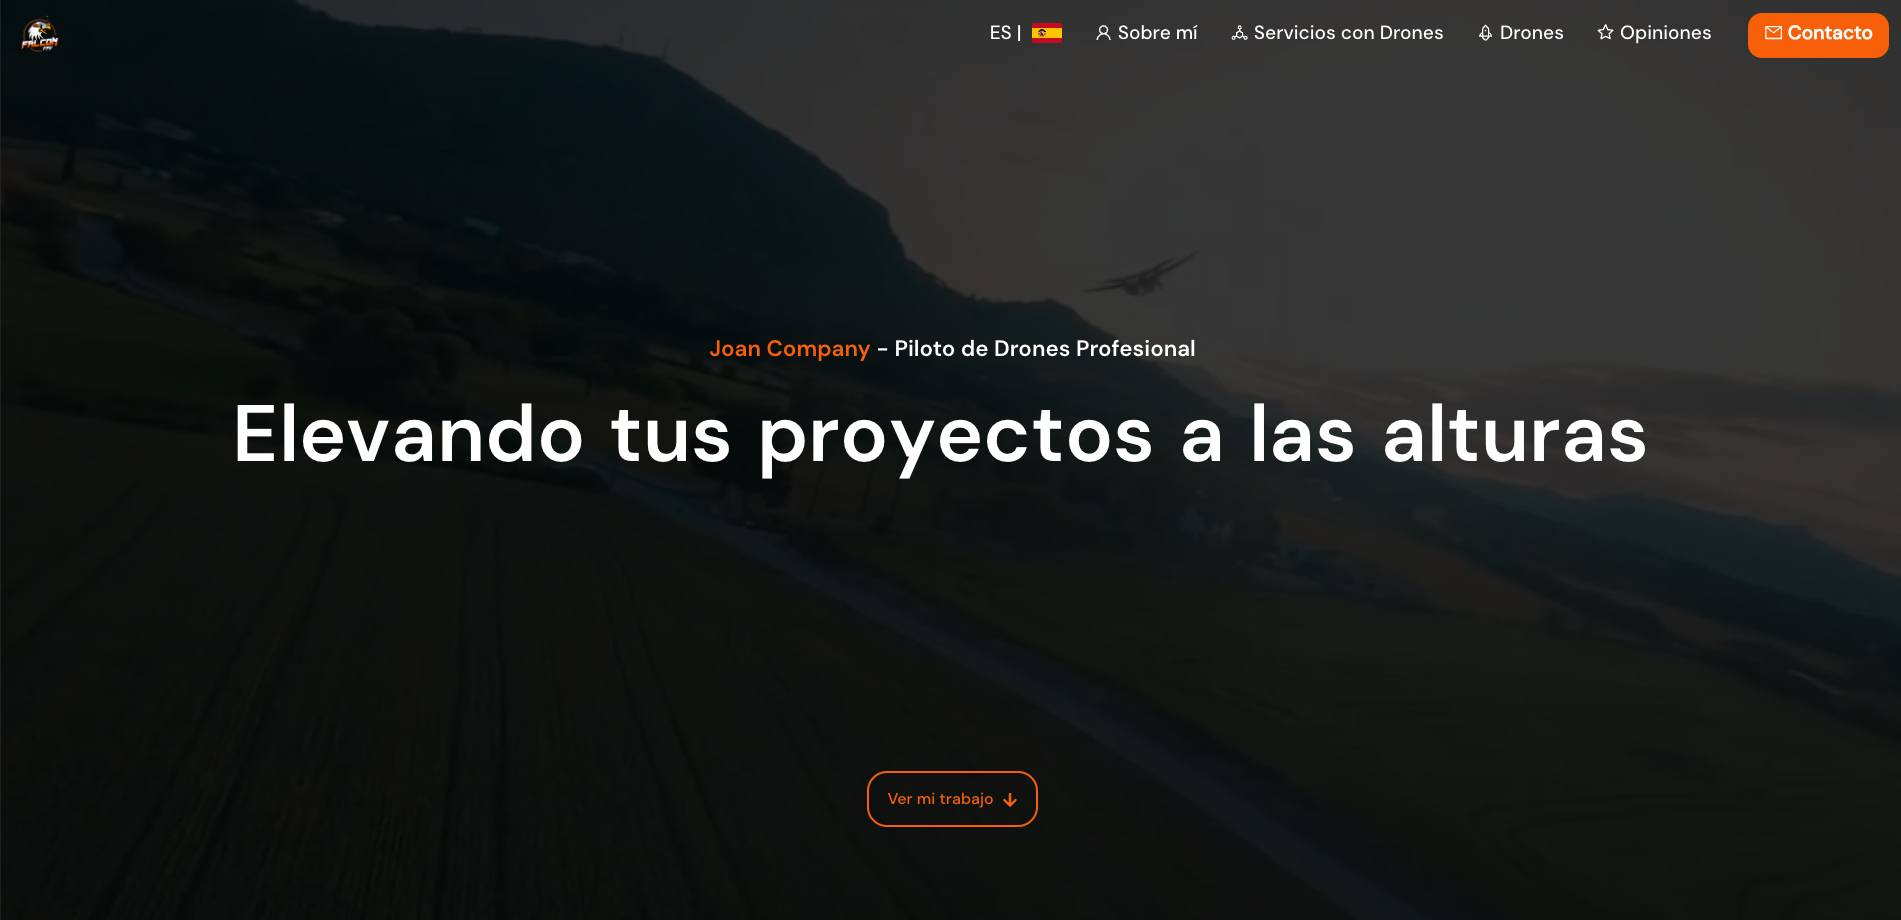 FALCON
FPV
ES |
Sobre mí
Servicios con Drones
Drones
Opiniones
Contacto
Joan Company - Piloto de Drones Profesional
Elevando tus proyectos a las alturas
Ver mi trabajo